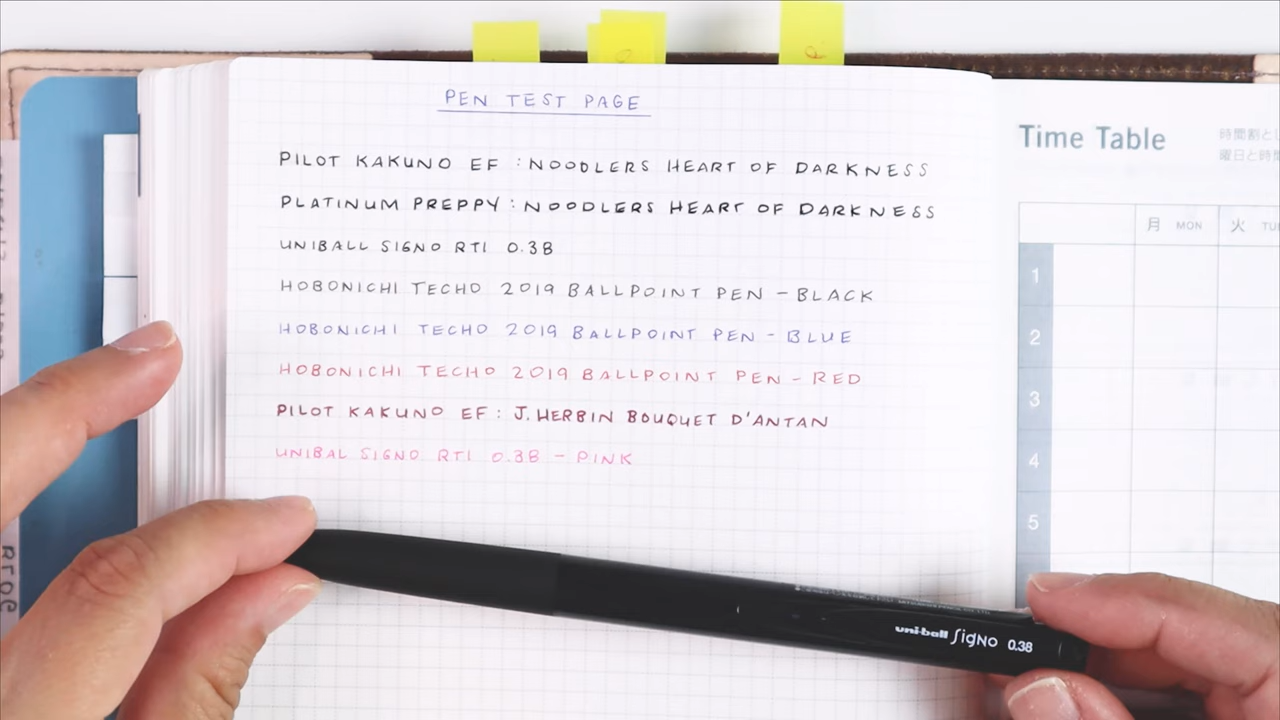 PEN TEST PAGE
PILOT KAKUNO EF : NOODLERS HEART OF DARKNESS
PLATINUM PREPPY : NOODLERS HEART OF DARKNESS
UNIBALL SIGNO RT1 0.38
HOBONICHI TECHO 2019 BALLPOINT PEN - BLACK
HOBONICHI TECHO 2019 BALLPOINT PEN - BLUE
HOBONICHI TECHO 2019 BALLPOINT PEN - RED
PILOT KAKUNO EF : J. HERBIN BOUQUET D'ANTAN
UNIBAL SIGNO RT1 0.38 - PINK
uni-ball SigNO 0.38
Time Table
時間割と
曜日と時間
月 MON 火 TU
1
2
3
4
5